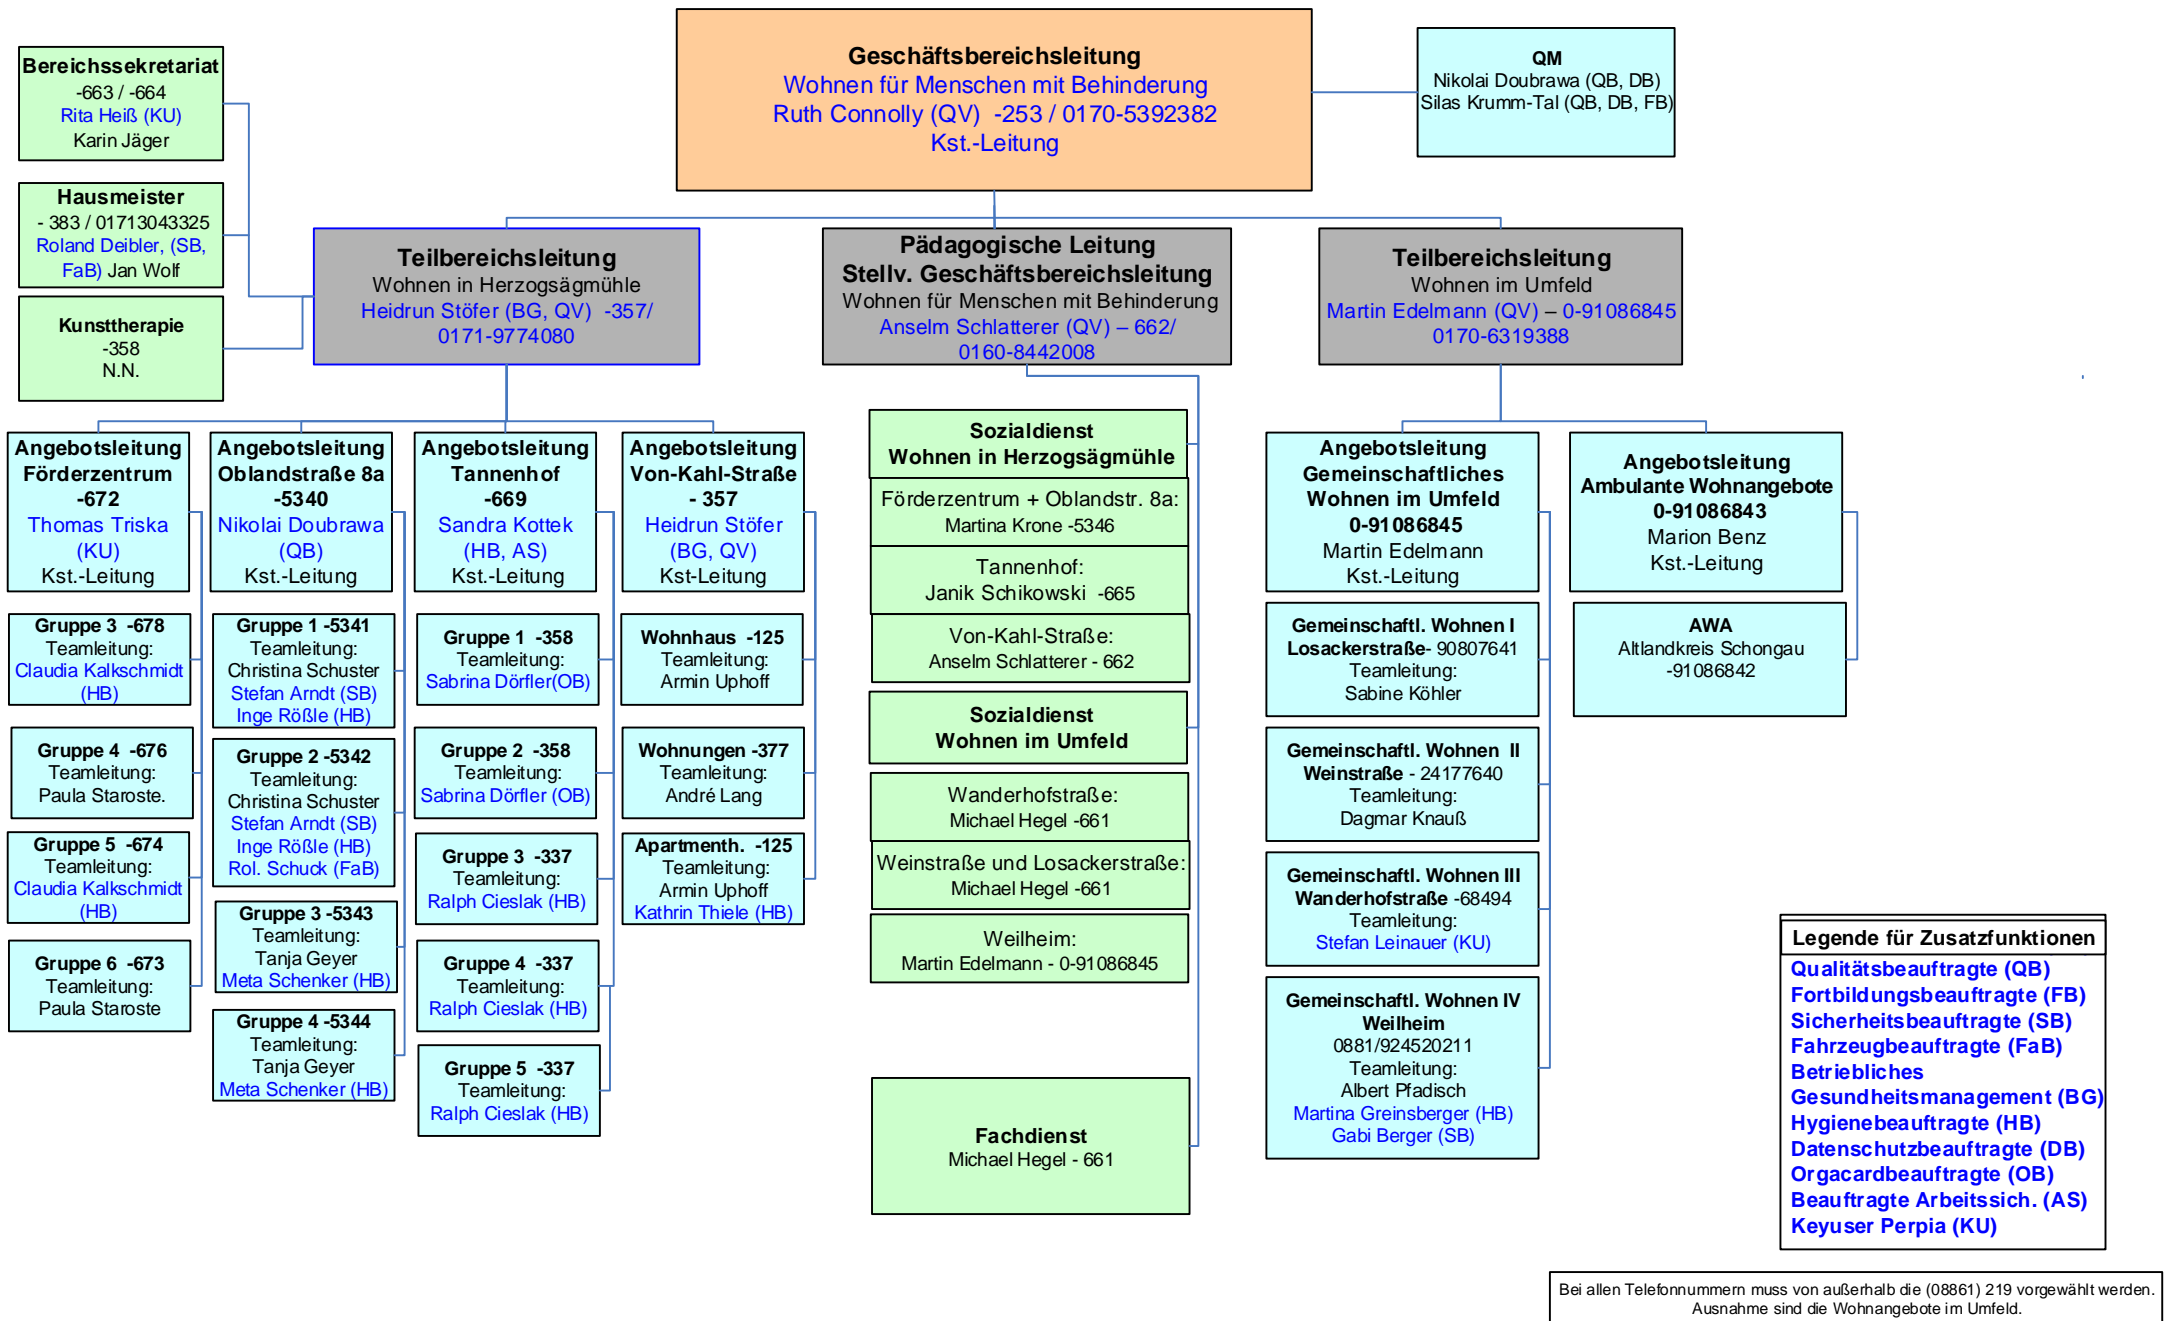 Geschäftsbereichsleitung
Wohnen für Menschen mit Behinderung
Ruth Connolly (QV)  -253 / 0170-5392382
Kst.-Leitung
QM
Nikolai Doubrawa (QB, DB)
Silas Krumm-Tal (QB, DB, FB)
Bereichssekretariat
-663 / -664
Rita Heiß (KU)
Karin Jäger
Hausmeister
- 383 / 01713043325
Roland Deibler, (SB,
FaB) Jan Wolf
Kunsttherapie
-358
N.N.
Teilbereichsleitung
Wohnen in Herzogsägmühle
Heidrun Stöfer (BG, QV)  -357/
0171-9774080
Pädagogische Leitung
Stellv. Geschäftsbereichsleitung
Wohnen für Menschen mit Behinderung
Anselm Schlatterer (QV) – 662/
0160-8442008
Teilbereichsleitung
Wohnen im Umfeld
Martin Edelmann (QV) – 0-91086845
0170-6319388
Angebotsleitung
Förderzentrum
-672
Thomas Triska
(KU)
Kst.-Leitung
Gruppe 3  -678
Teamleitung:
Claudia Kalkschmidt
(HB)
Gruppe 4  -676
Teamleitung:
Paula Staroste.
Gruppe 5  -674
Teamleitung:
Claudia Kalkschmidt
(HB)
Gruppe 6  -673
Teamleitung:
Paula Staroste
Angebotsleitung
Oblandstraße 8a
-5340
Nikolai Doubrawa
(QB)
Kst.-Leitung
Gruppe 1 -5341
Teamleitung:
Christina Schuster
Stefan Arndt (SB)
Inge Rößle (HB)
Gruppe 2 -5342
Teamleitung:
Christina Schuster
Stefan Arndt (SB)
Inge Rößle (HB)
Rol. Schuck (FaB)
Gruppe 3 -5343
Teamleitung:
Tanja Geyer
Meta Schenker (HB)
Gruppe 4 -5344
Teamleitung:
Tanja Geyer
Meta Schenker (HB)
Angebotsleitung
Tannenhof
-669
Sandra Kottek
(HB, AS)
Kst.-Leitung
Gruppe 1  -358
Teamleitung:
Sabrina Dörfler(OB)
Gruppe 2  -358
Teamleitung:
Sabrina Dörfler (OB)
Gruppe 3  -337
Teamleitung:
Ralph Cieslak (HB)
Gruppe 4  -337
Teamleitung:
Ralph Cieslak (HB)
Gruppe 5  -337
Teamleitung:
Ralph Cieslak (HB)
Angebotsleitung
Von-Kahl-Straße
- 357
Heidrun Stöfer
(BG, QV)
Kst-Leitung
Wohnhaus  -125
Teamleitung:
Armin Uphoff
Wohnungen -377
Teamleitung:
André Lang
Apartmenth.  -125
Teamleitung:
Armin Uphoff
Kathrin Thiele (HB)
Sozialdienst
Wohnen in Herzogsägmühle
Förderzentrum + Oblandstr. 8a:
Martina Krone -5346
Tannenhof:
Janik Schikowski  -665
Von-Kahl-Straße:
Anselm Schlatterer - 662
Sozialdienst
Wohnen im Umfeld
Wanderhofstraße:
Michael Hegel -661
Weinstraße und Losackerstraße:
Michael Hegel -661
Weilheim:
Martin Edelmann - 0-91086845
Fachdienst
Michael Hegel - 661
Angebotsleitung
Gemeinschaftliches
Wohnen im Umfeld
0-91086845
Martin Edelmann
Kst.-Leitung
Gemeinschaftl. Wohnen I
Losackerstraße- 90807641
Teamleitung:
Sabine Köhler
Gemeinschaftl. Wohnen  II
Weinstraße - 24177640
Teamleitung:
Dagmar Knauß
Gemeinschaftl. Wohnen III
Wanderhofstraße -68494
Teamleitung:
Stefan Leinauer (KU)
Gemeinschaftl. Wohnen IV
Weilheim
0881/924520211
Teamleitung:
Albert Pfadisch
Martina Greinsberger (HB)
Gabi Berger (SB)
Angebotsleitung
Ambulante Wohnangebote
0-91086843
Marion Benz
Kst.-Leitung
AWA
Altlandkreis Schongau
-91086842
Legende für Zusatzfunktionen
Qualitätsbeauftragte (QB)
Fortbildungsbeauftragte (FB)
Sicherheitsbeauftragte (SB)
Fahrzeugbeauftragte (FaB)
Betriebliches
Gesundheitsmanagement (BG)
Hygienebeauftragte (HB)
Datenschutzbeauftragte (DB)
Orgacardbeauftragte (OB)
Beauftragte Arbeitssich. (AS)
Keyuser Perpia (KU)
Bei allen Telefonnummern muss von außerhalb die (08861) 219 vorgewählt werden.
Ausnahme sind die Wohnangebote im Umfeld.